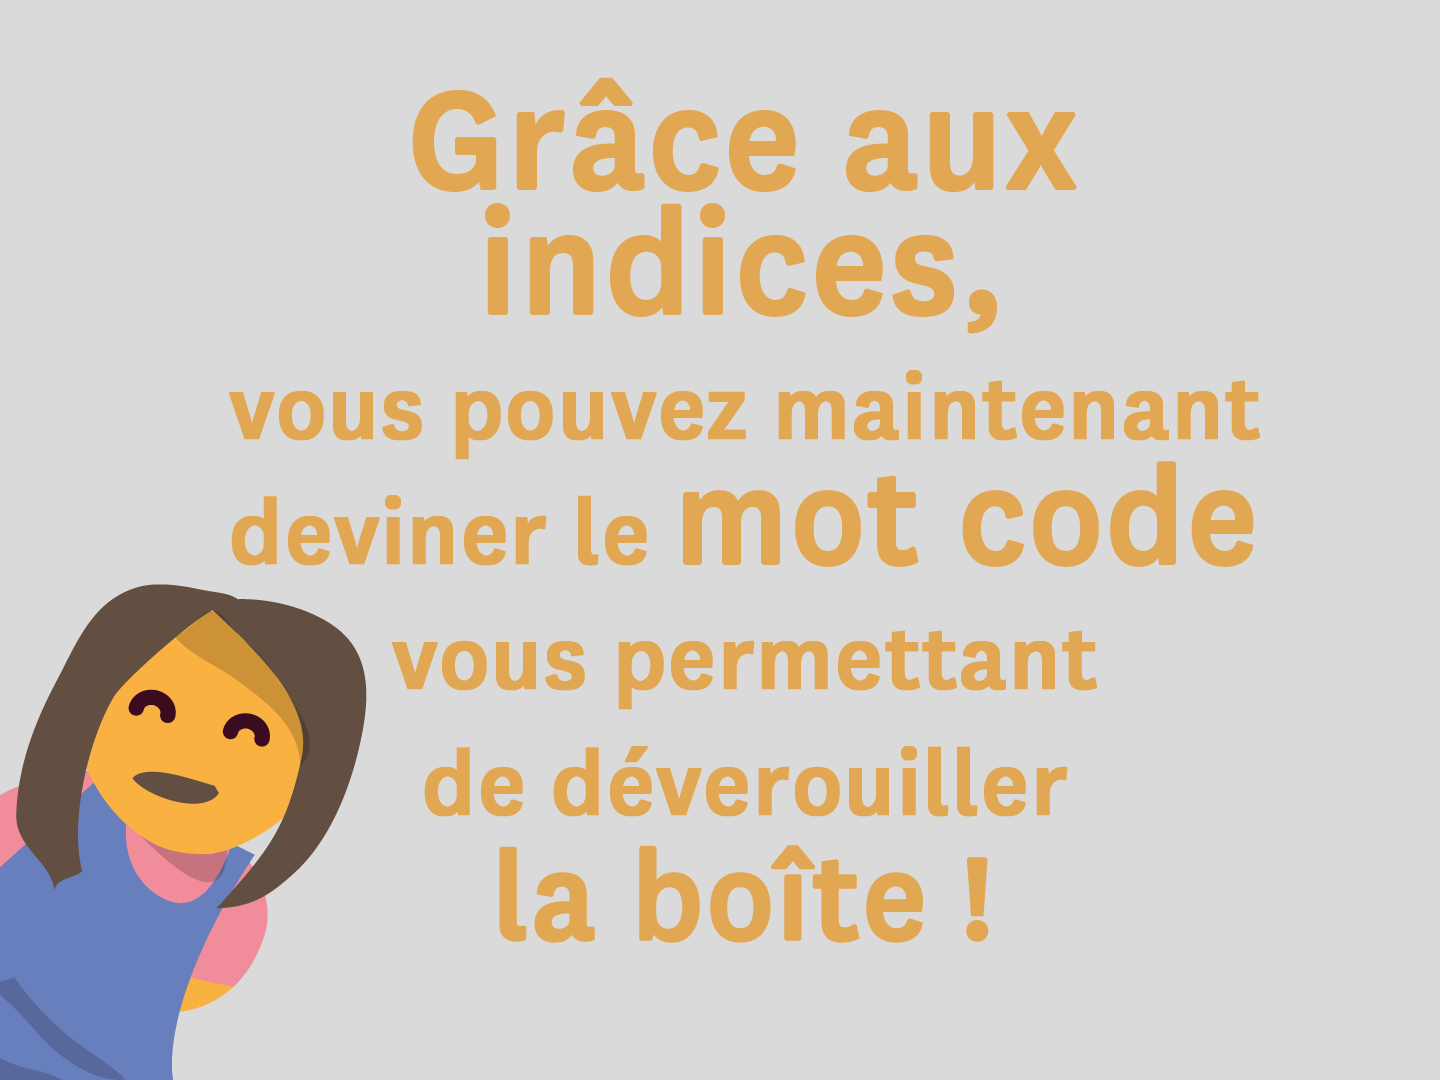 Grâce aux
indices,
vous pouvez maintenant
deviner le mot code
vous permettant
de déverouiller
la boîte !